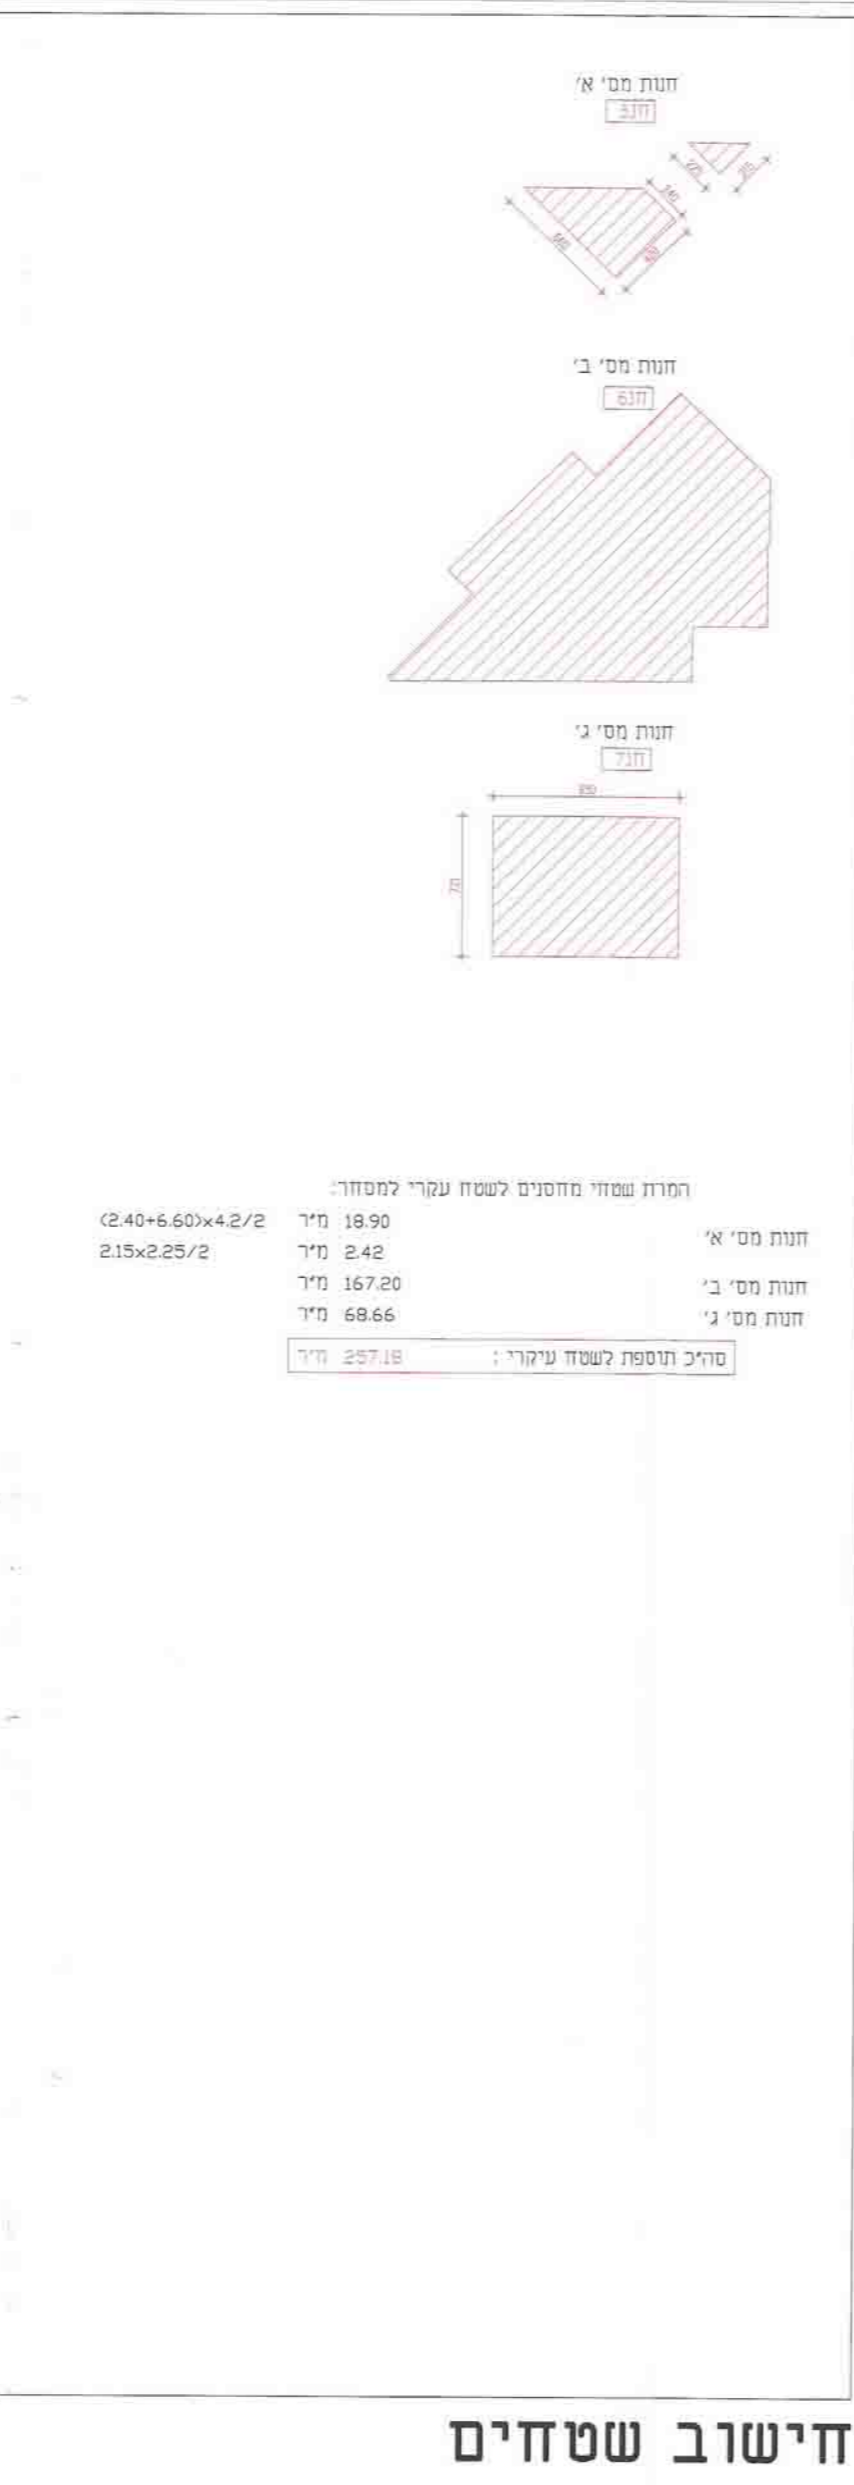 חנות מס׳ א׳
240
חנות מס׳ ב׳
חנות מס׳ ג׳
חנ7
המרת שטחי מחסנים לשטח עקרי למסחר:
חנות מס׳ א׳ 18.90 מ״ר (2.40+6.60)x4.2/2
2.42 מ״ר 2.15x2.25/2
חנות מס׳ ב׳ 167.20 מ״ר
חנות מס׳ ג׳ 68.66 מ״ר
סה״כ תוספת לשטח עיקרי : 257.18 מ״ר
חישוב שטחים